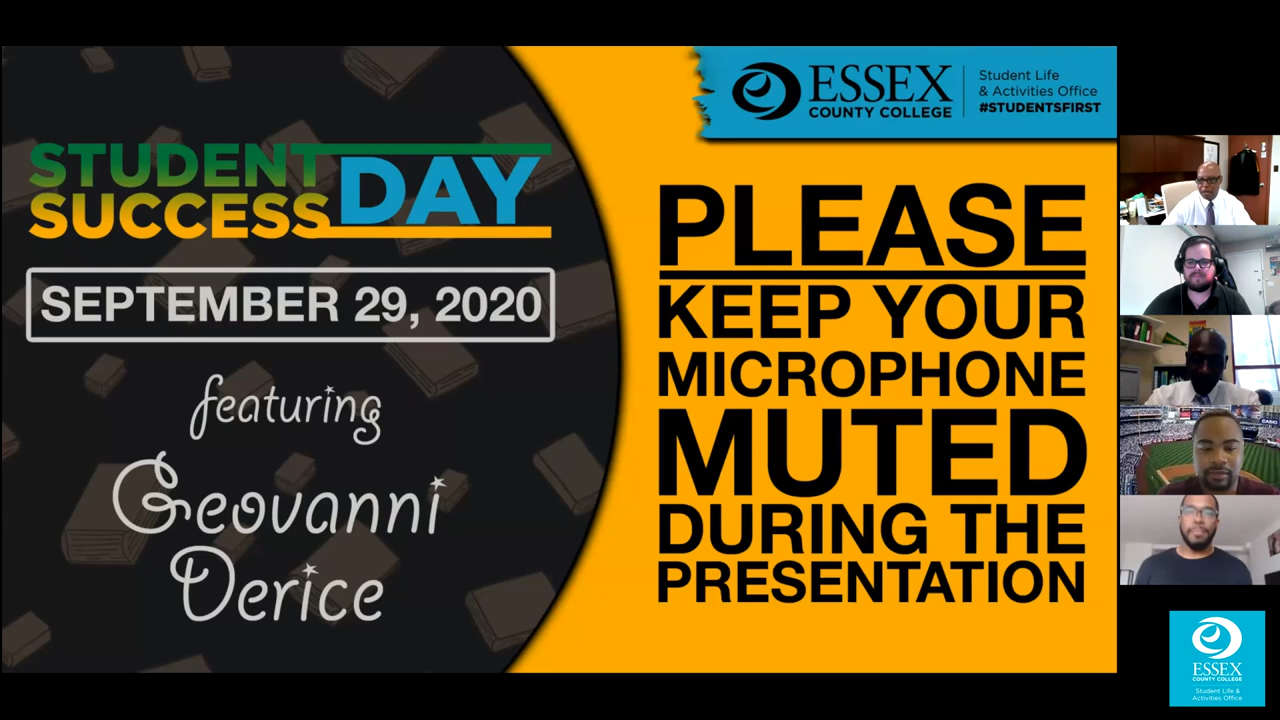 STUDENT
SUCCESS DAY
SEPTEMBER 29, 2020
featuring
Geovanni
Derice
ESSEX
COUNTY COLLEGE
Student Life
& Activities Office
#STUDENTSFIRST
PLEASE
KEEP YOUR
MICROPHONE
MUTED
DURING THE
PRESENTATION
ESSEX
COUNTY COLLEGE
Student Life &
Activities Office